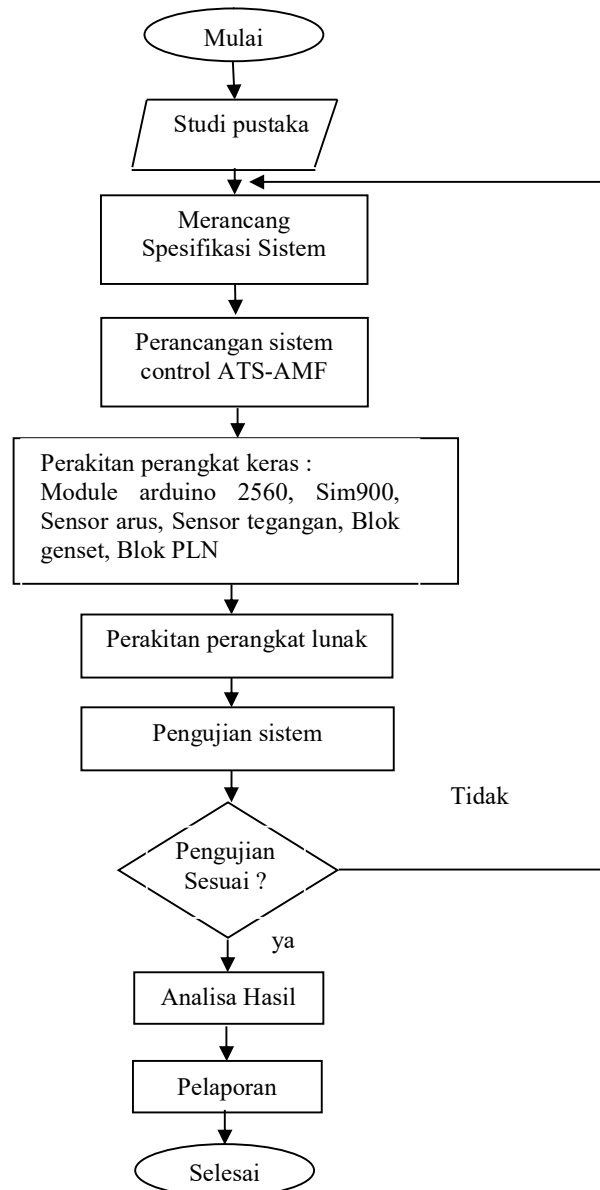 Mulai
Studi pustaka
Merancang
Spesifikasi Sistem
Perancangan sistem
control ATS-AMF
Perakitan perangkat keras :
Module arduino 2560, Sim900,
Sensor arus, Sensor tegangan, Blok
genset, Blok PLN
Perakitan perangkat lunak
Pengujian sistem
Tidak
Pengujian
Sesuai ?
ya
Analisa Hasil
Pelaporan
Selesai